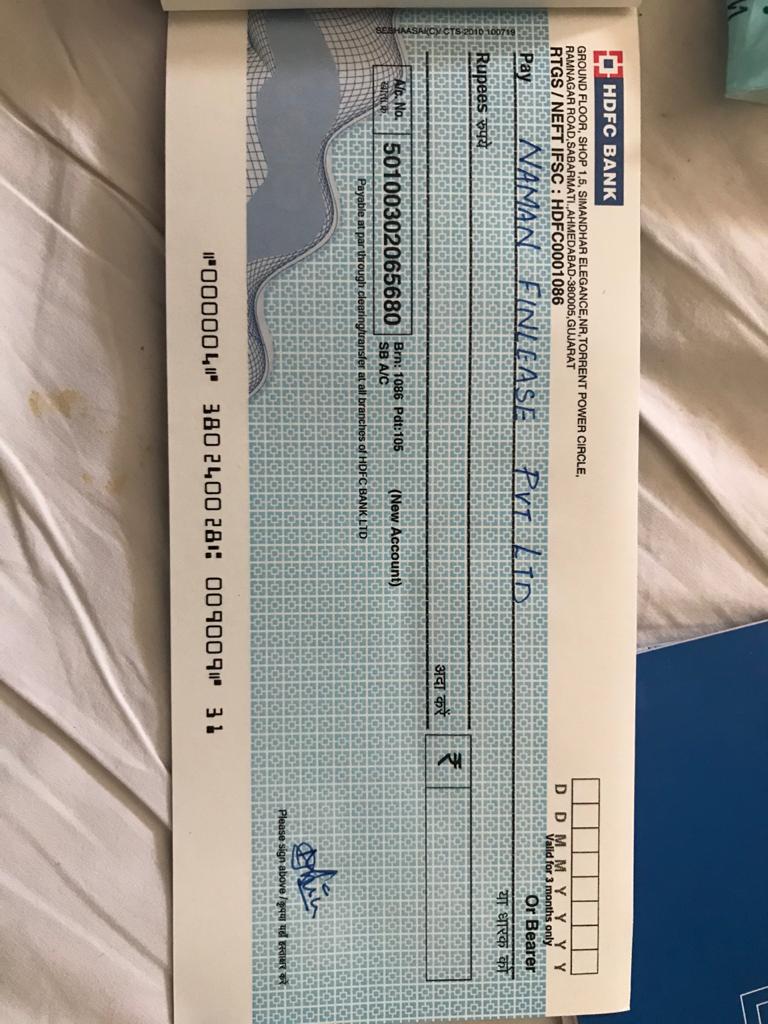 SESHAASAI(C)/ CTS-2010 100719
HDFC BANK
GROUND FLOOR, SHOP 1.5, SIMANDHAR ELEGANCE,NR,TORRENT POWER CIRCLE,
RAMNAGAR ROAD,SABARMATI.,AHMEDABAD-380005,GUJARAT
RTGS / NEFT IFSC : HDFC0001086
D D M M Y Y Y Y
Valid for 3 months only
Pay NAMAN FINLEASE PVT LTD Or Bearer
या धारक को
Rupees रुपये
अदा करें ₹
A/c. No. 50100302065680
Brn: 1086 Pdt:105 (New Account)
SB A/C
Payable at par through clearing/transfer at all branches of HDFC BANK LTD
Please sign above / कृपया यहाँ हस्ताक्षर करें
⑈000004⑈ 380240028⑆ 009009⑈ 31